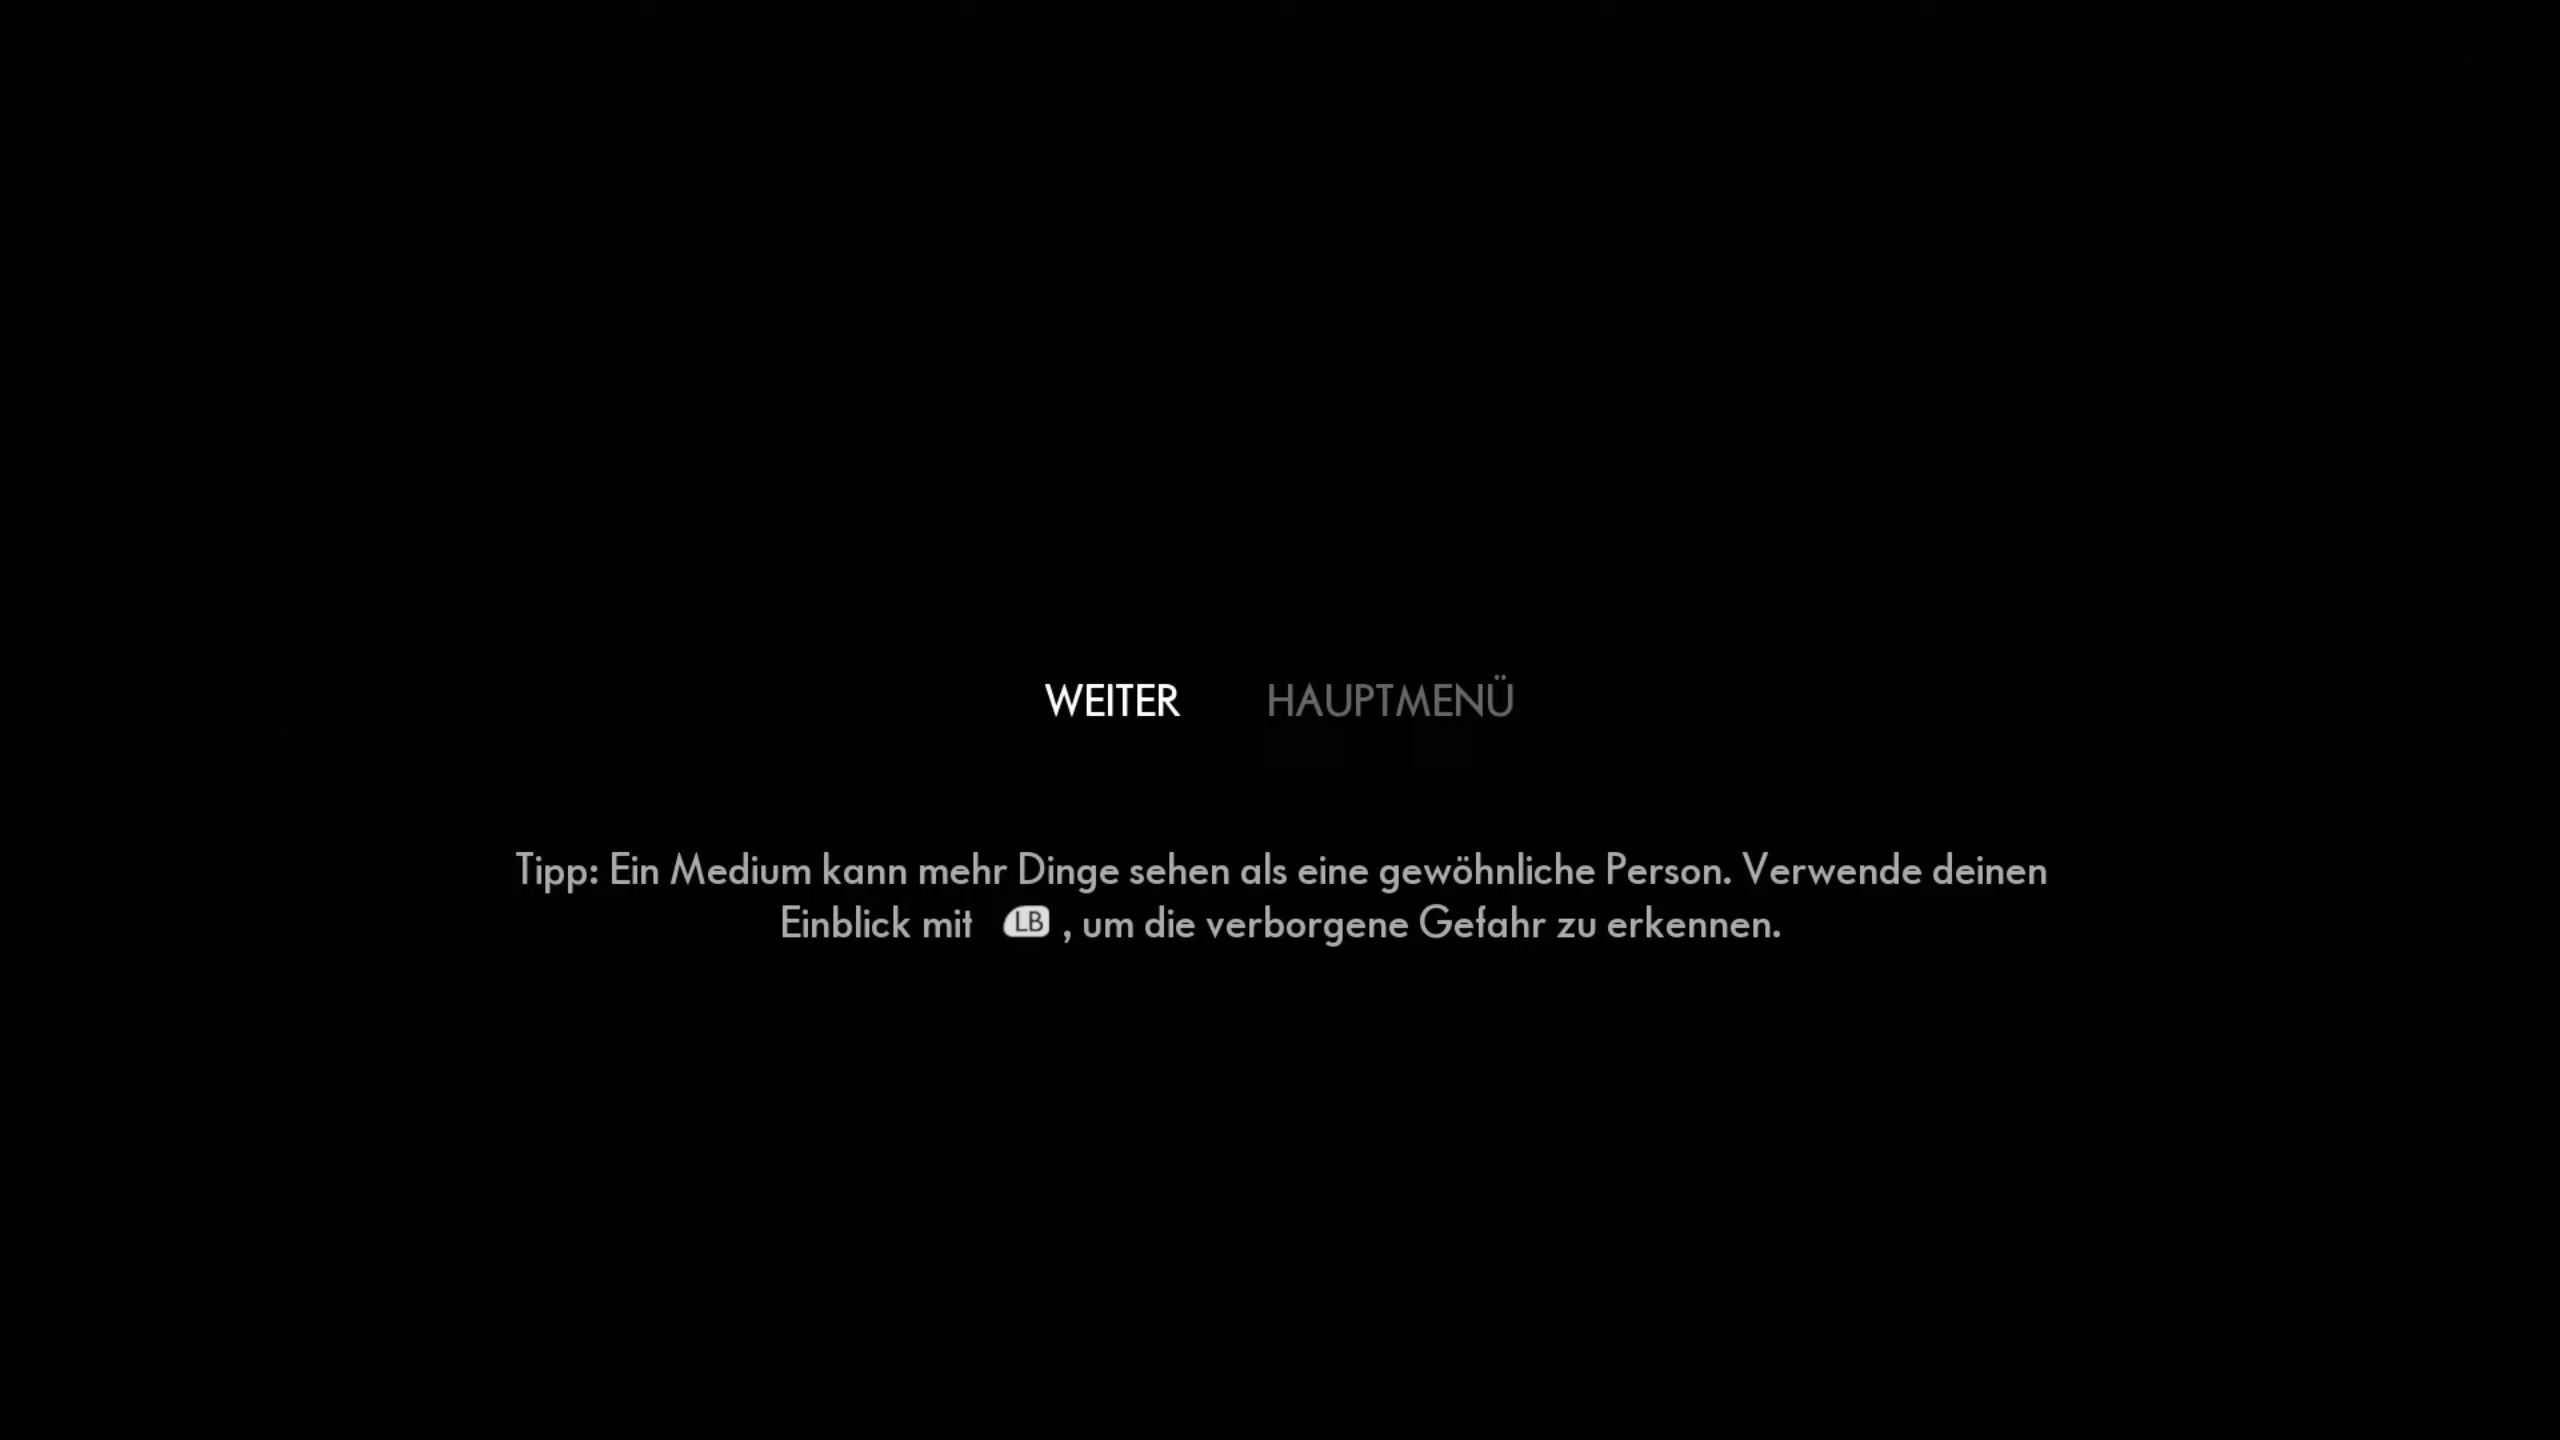 WEITER HAUPTMENÜ
Tipp: Ein Medium kann mehr Dinge sehen als eine gewöhnliche Person. Verwende deinen
Einblick mit LB , um die verborgene Gefahr zu erkennen.